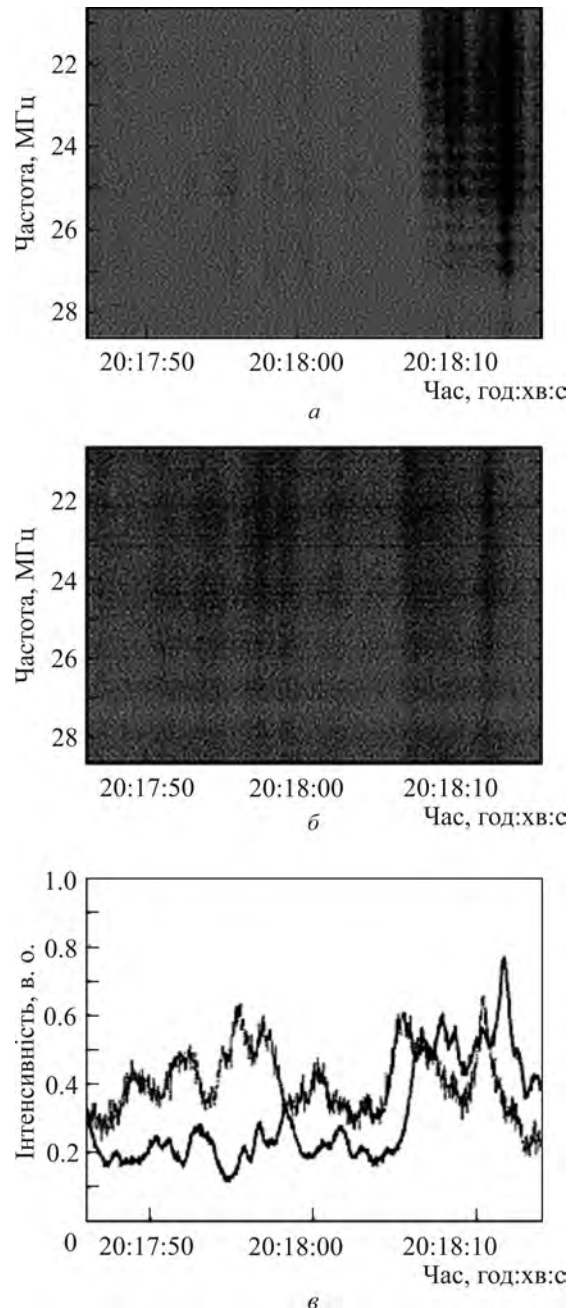 Частота, МГц
22
24
26
28
20:17:50 20:18:00 20:18:10
Час, год:хв:с
а
Частота, МГц
22
24
26
28
20:17:50 20:18:00 20:18:10
Час, год:хв:с
б
Інтенсивність, в. о.
1.0
0.8
0.6
0.4
0.2
0
20:17:50 20:18:00 20:18:10
Час, год:хв:с
в